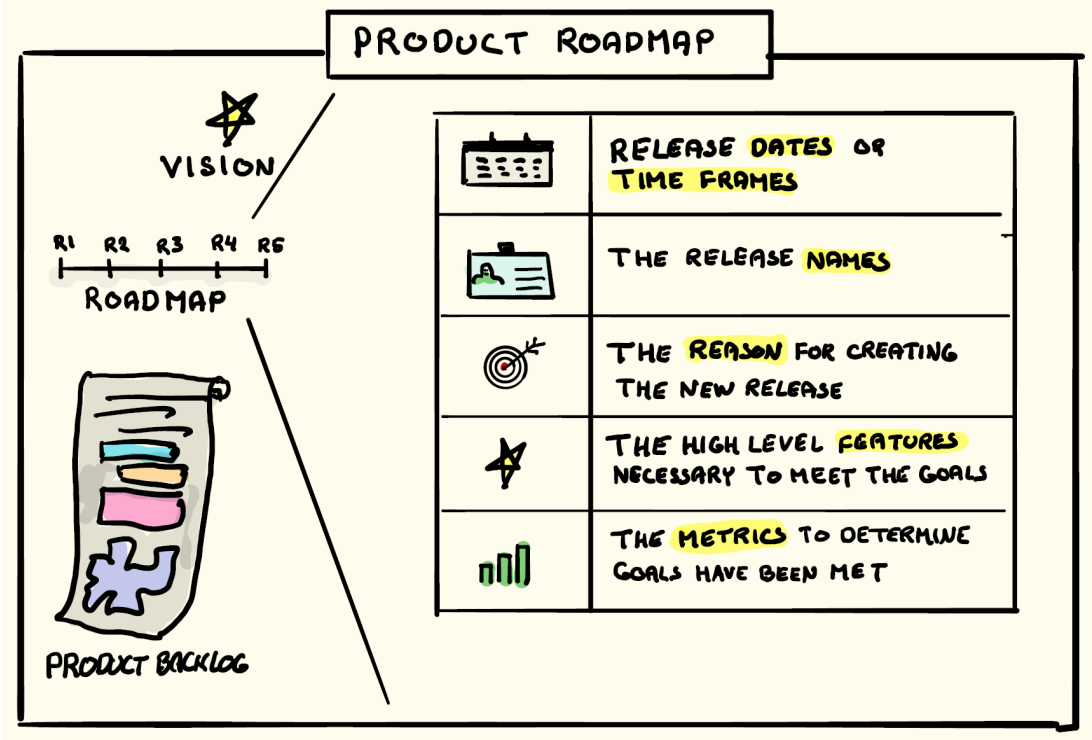 PRODUCT ROADMAP
VISION
R1 R2 R3 R4 R5
ROADMAP
PRODUCT BACKLOG
RELEASE DATES OR
TIME FRAMES
THE RELEASE NAMES
THE REASON FOR CREATING
THE NEW RELEASE
THE HIGH LEVEL FEATURES
NECESSARY TO MEET THE GOALS
THE METRICS TO DETERMINE
GOALS HAVE BEEN MET